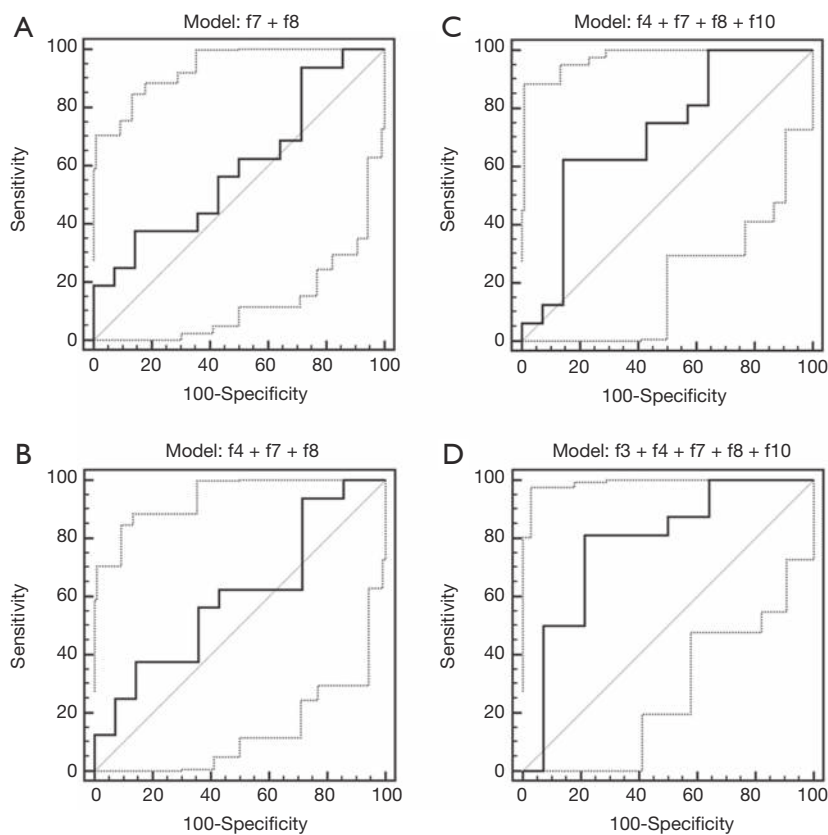 A
Model: f7 + f8
Sensitivity
100
80
60
40
20
0
0 20 40 60 80 100
100-Specificity
B
Model: f4 + f7 + f8
Sensitivity
100
80
60
40
20
0
0 20 40 60 80 100
100-Specificity
C
Model: f4 + f7 + f8 + f10
Sensitivity
100
80
60
40
20
0
0 20 40 60 80 100
100-Specificity
D
Model: f3 + f4 + f7 + f8 + f10
Sensitivity
100
80
60
40
20
0
0 20 40 60 80 100
100-Specificity